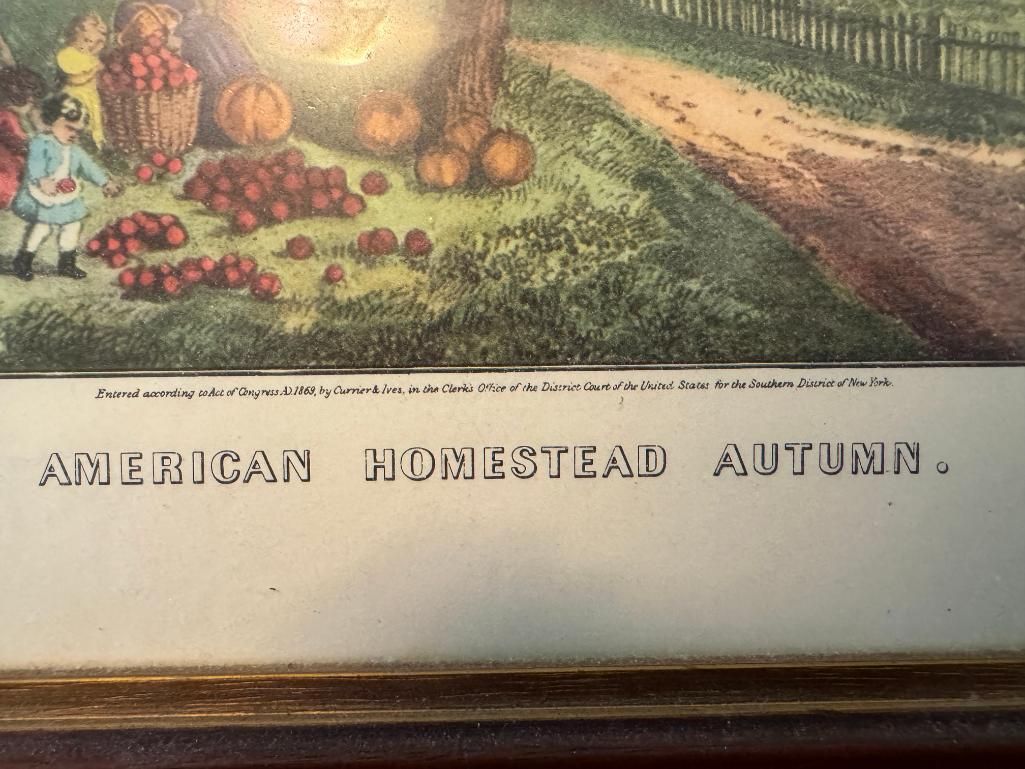 Entered according to Act of Congress A.D. 1869, by Currier & Ives, in the Clerk's Office of the District Court of the United States for the Southern District of New York.
AMERICAN HOMESTEAD AUTUMN.